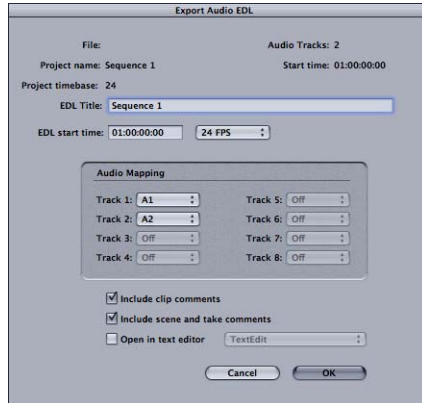 Export Audio EDL
File: Audio Tracks: 2
Project name: Sequence 1 Start time: 01:00:00:00
Project timebase: 24
EDL Title: Sequence 1
EDL start time: 01:00:00:00 24 FPS
Audio Mapping
Track 1: A1 Track 5: Off
Track 2: A2 Track 6: Off
Track 3: Off Track 7: Off
Track 4: Off Track 8: Off
Include clip comments
Include scene and take comments
Open in text editor TextEdit
Cancel OK